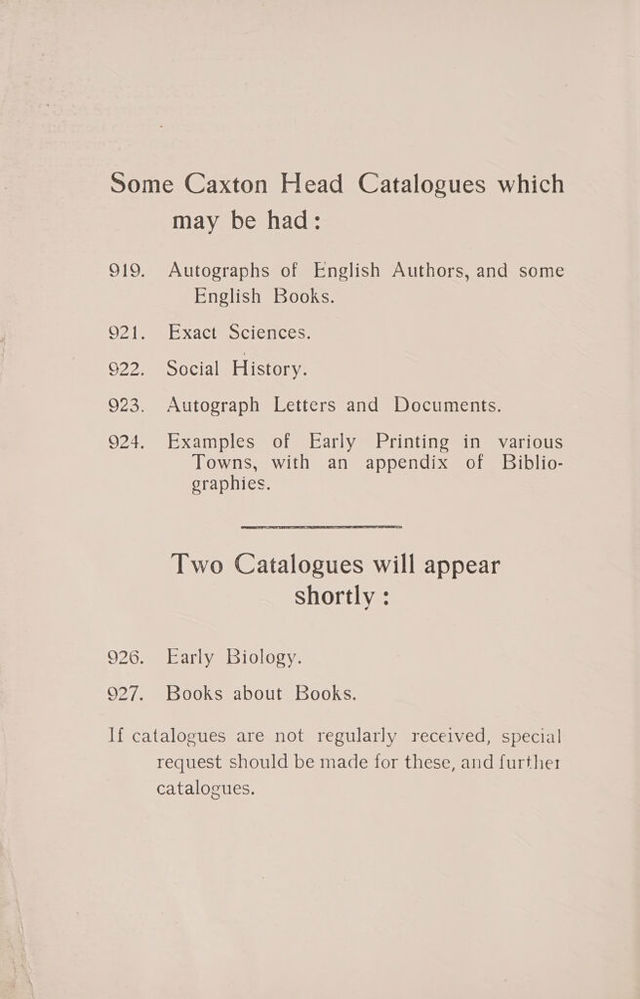 Some Caxton Head Catalogues which
may be had:
919. Autographs of English Authors, and some
English Books.
921. Exact Sciences.
922. Social History.
923. Autograph Letters and Documents.
924. Examples of Early Printing in various
Towns, with an appendix of Biblio-
graphies.
Two Catalogues will appear
shortly:
926. Early Biology.
927. Books about Books.
If catalogues are not regularly received, special
request should be made for these, and further
catalogues.